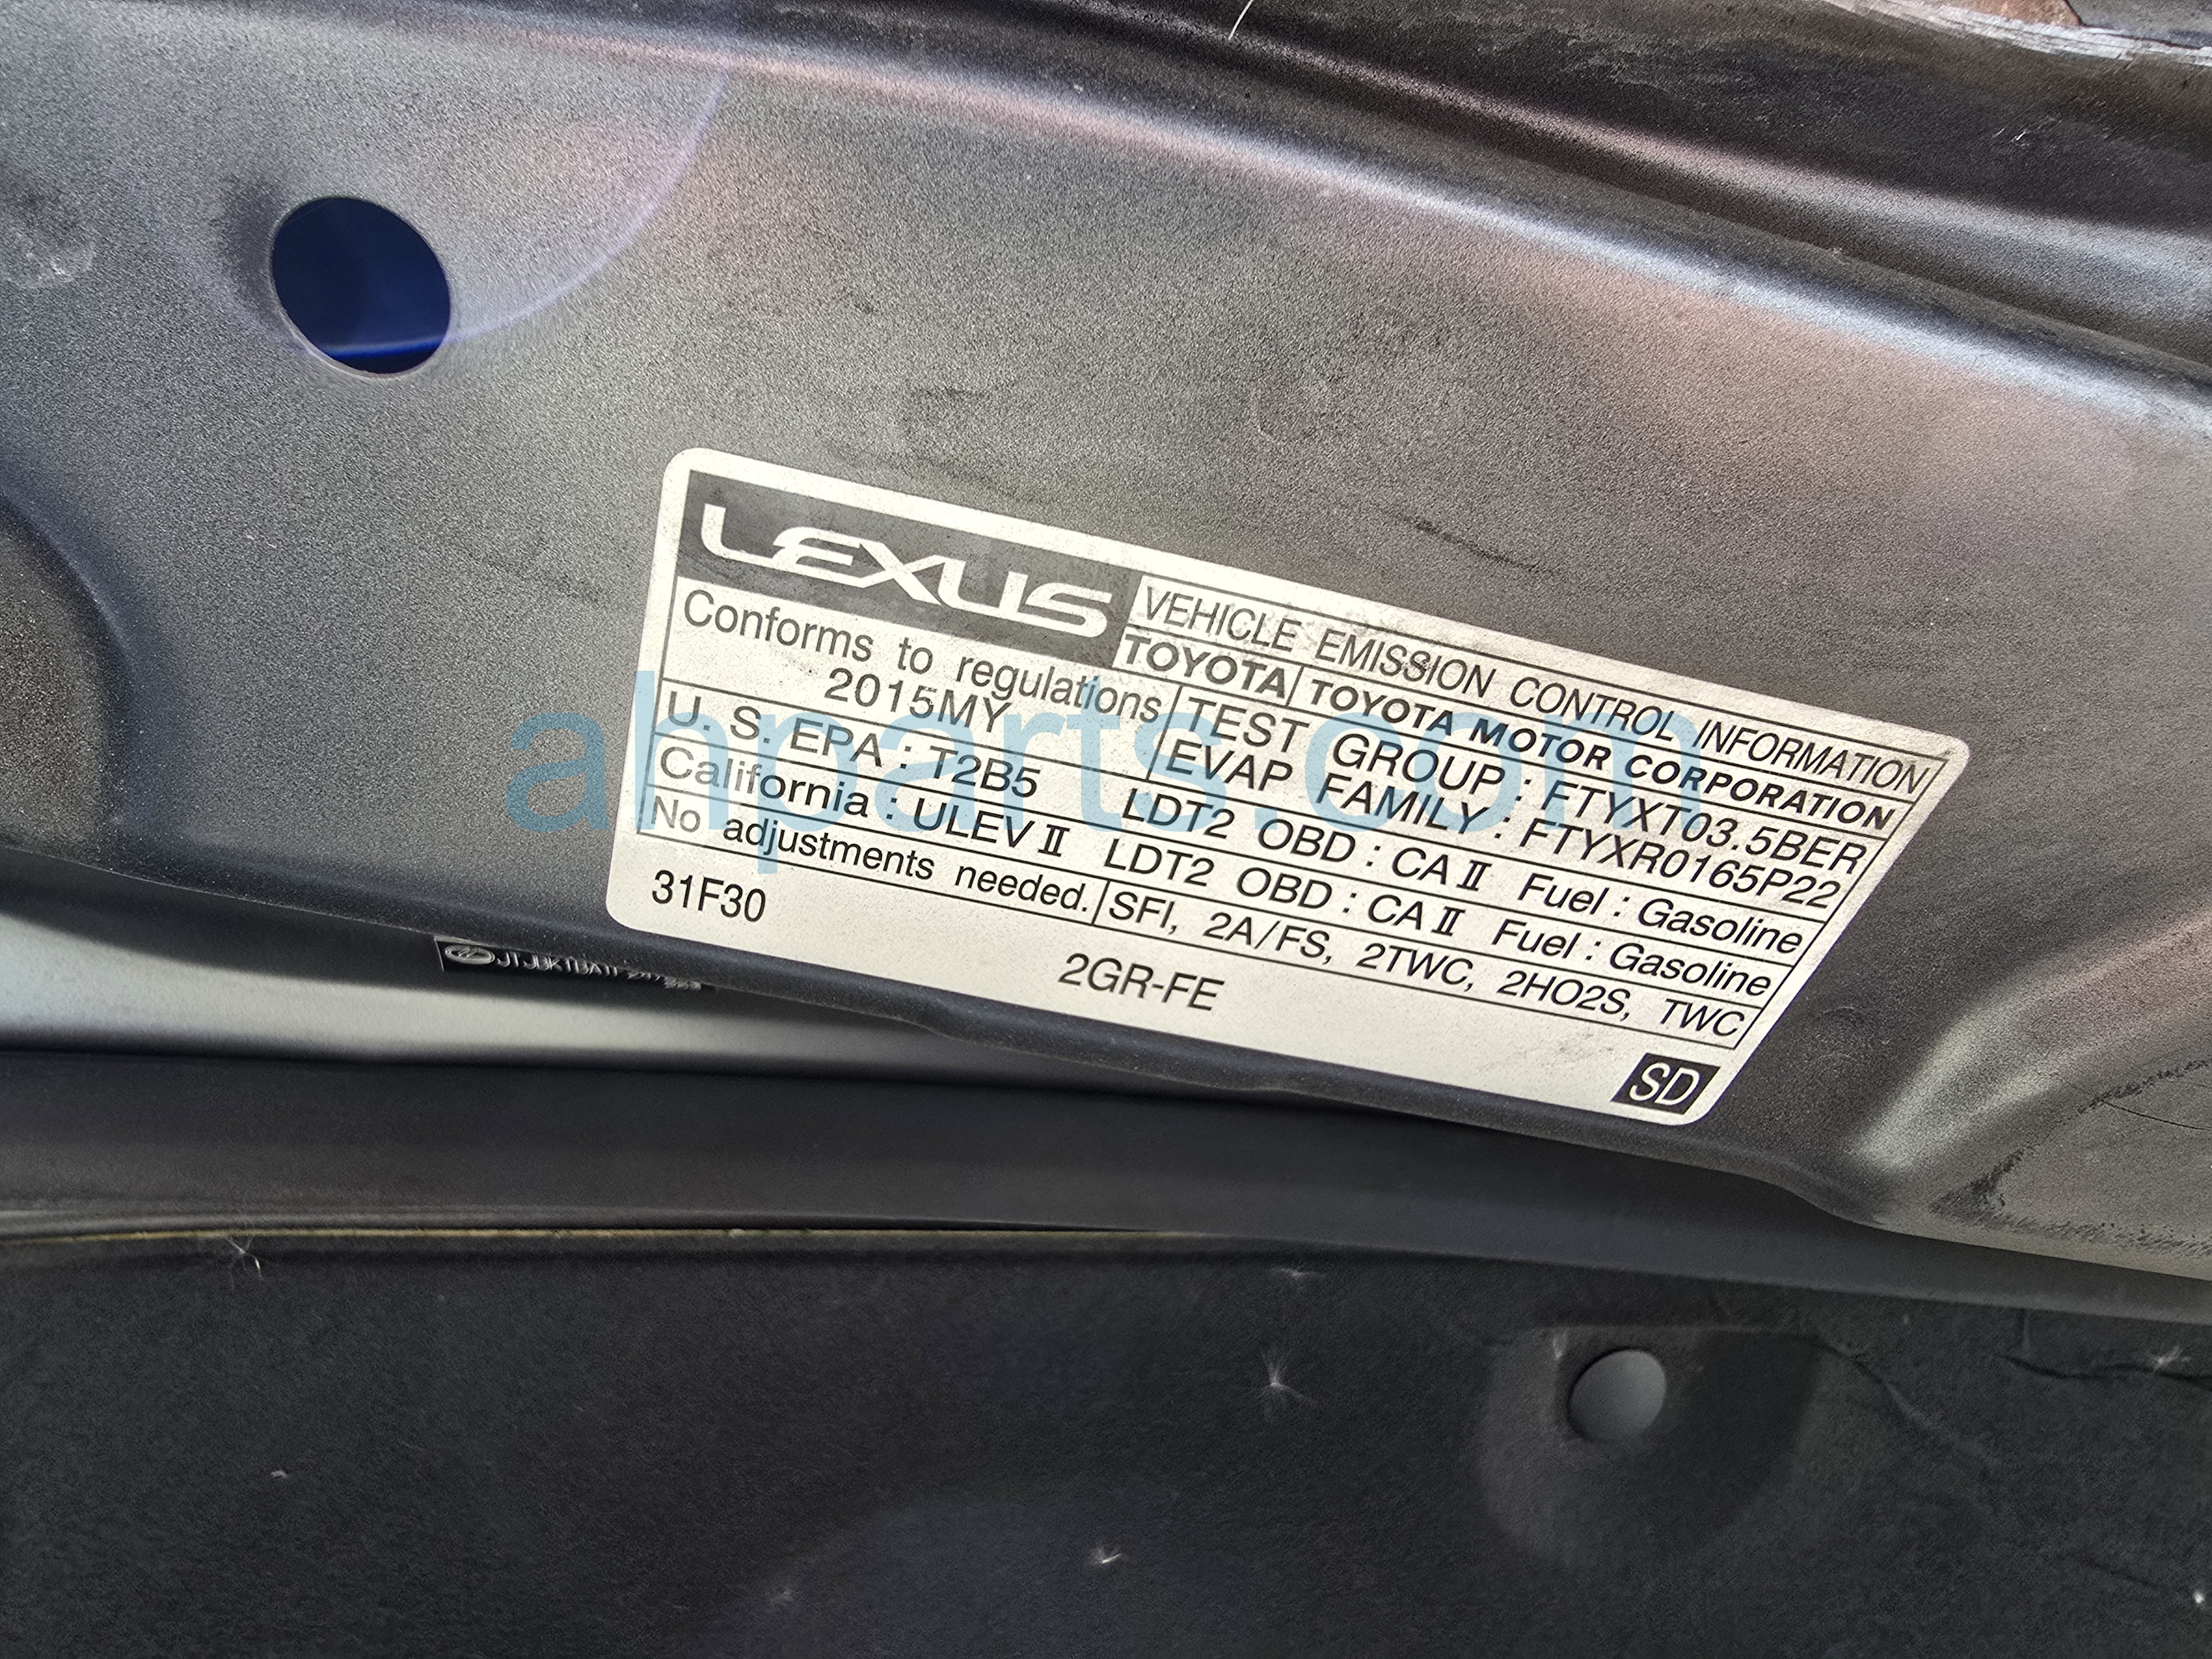 LEXUS
VEHICLE EMISSION CONTROL INFORMATION
TOYOTA TOYOTA MOTOR CORPORATION
Conforms to regulations
2015MY
TEST GROUP : FTYXT03.5BER
EVAP FAMILY : FTYXR0165P22
U. S. EPA : T2B5 LDT2 OBD : CA II Fuel : Gasoline
California : ULEV II LDT2 OBD : CA II Fuel : Gasoline
No adjustments needed. SFI, 2A/FS, 2TWC, 2HO2S, TWC
31F30
2GR-FE
SD
ahparts.com